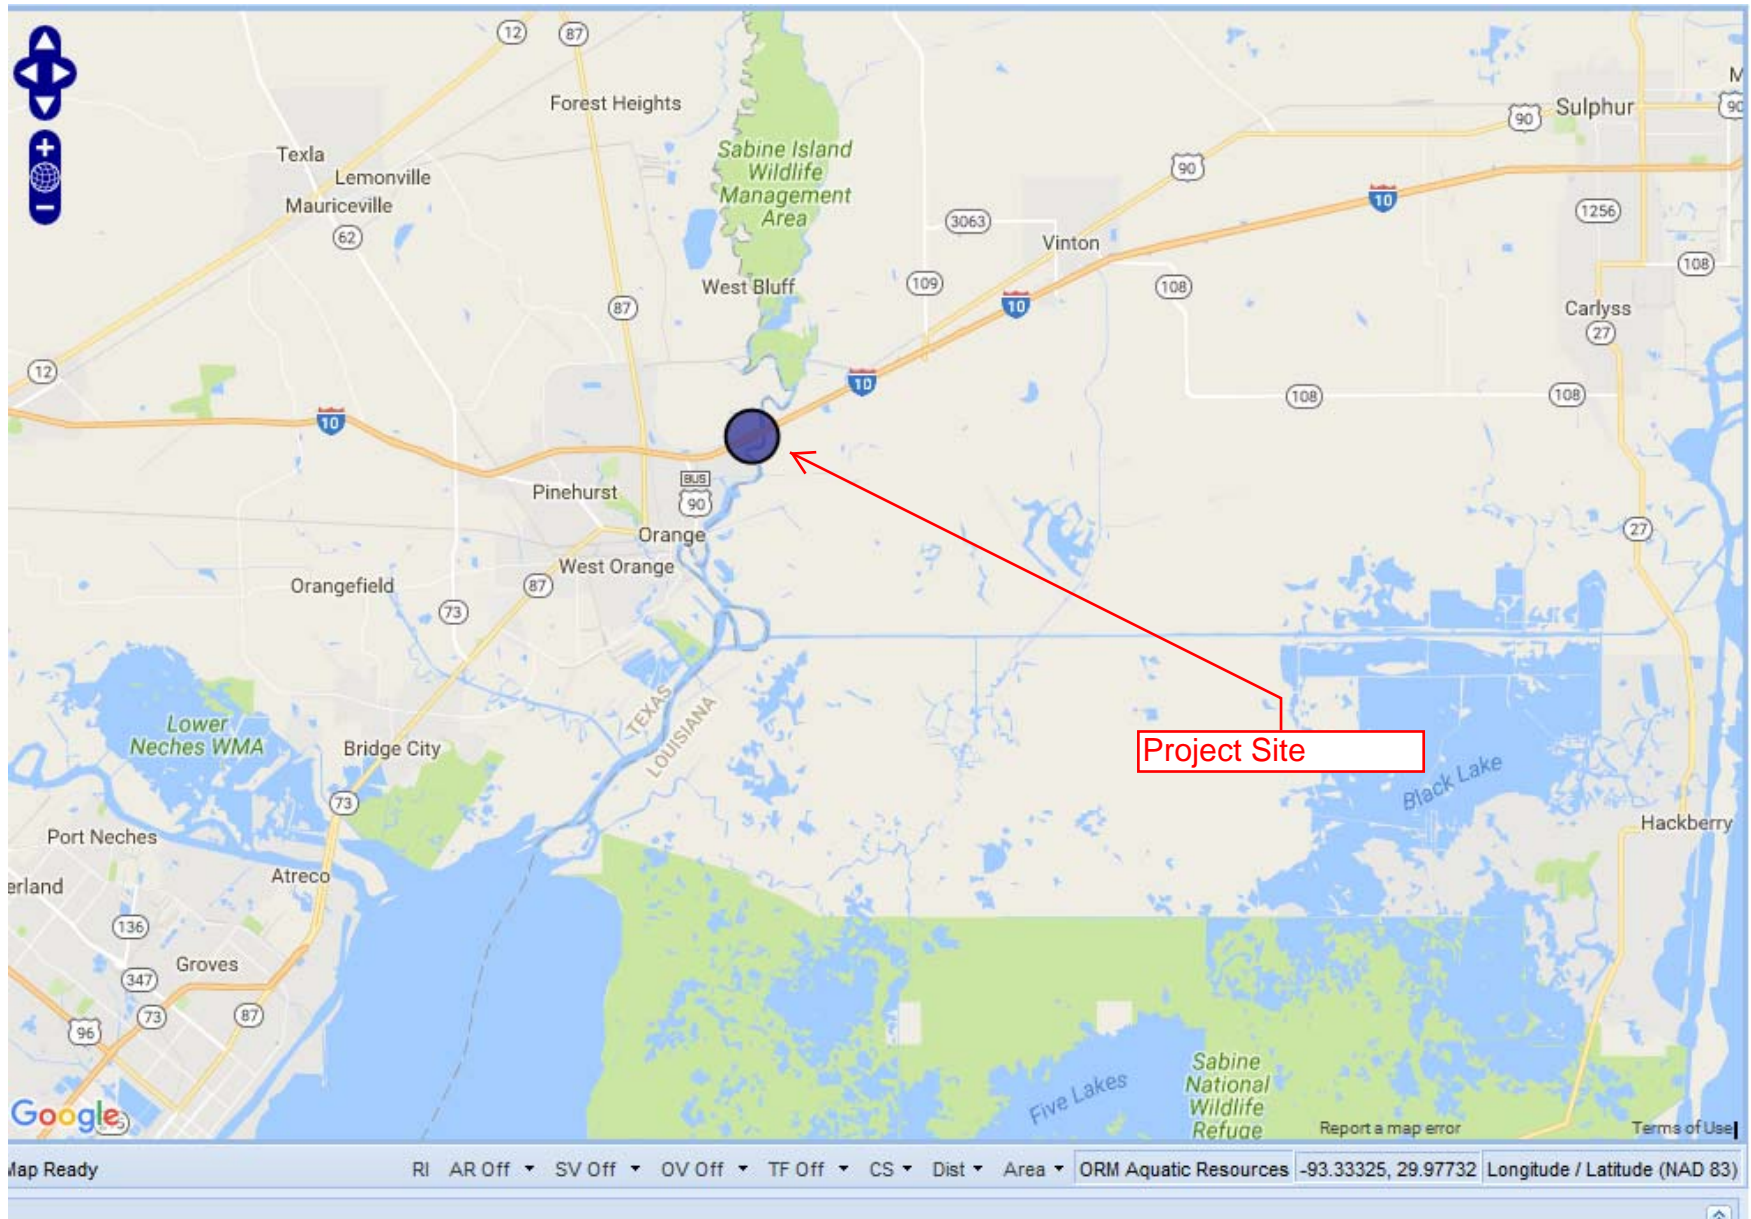 12
87
Forest Heights
M
90
Sulphur
90
Texla
Sabine Island
Wildlife
Management
Area
Lemonville
90
10
Mauriceville
1256
62
3063
Vinton
108
West Bluff
109
108
10
87
Carlyss
27
12
10
108
108
10
BUS
90
Pinehurst
27
Orange
West Orange
Orangefield
87
73
TEXAS
LOUISIANA
Lower
Neches WMA
Bridge City
Project Site
Black Lake
73
Hackberry
Port Neches
Atreco
erland
136
Groves
347
73
87
96
Five Lakes
Sabine
National
Wildlife
Refuge
Google
Report a map error
Terms of Use
Map Ready
RI AR Off SV Off OV Off TF Off CS Dist Area ORM Aquatic Resources -93.33325, 29.97732 Longitude / Latitude (NAD 83)